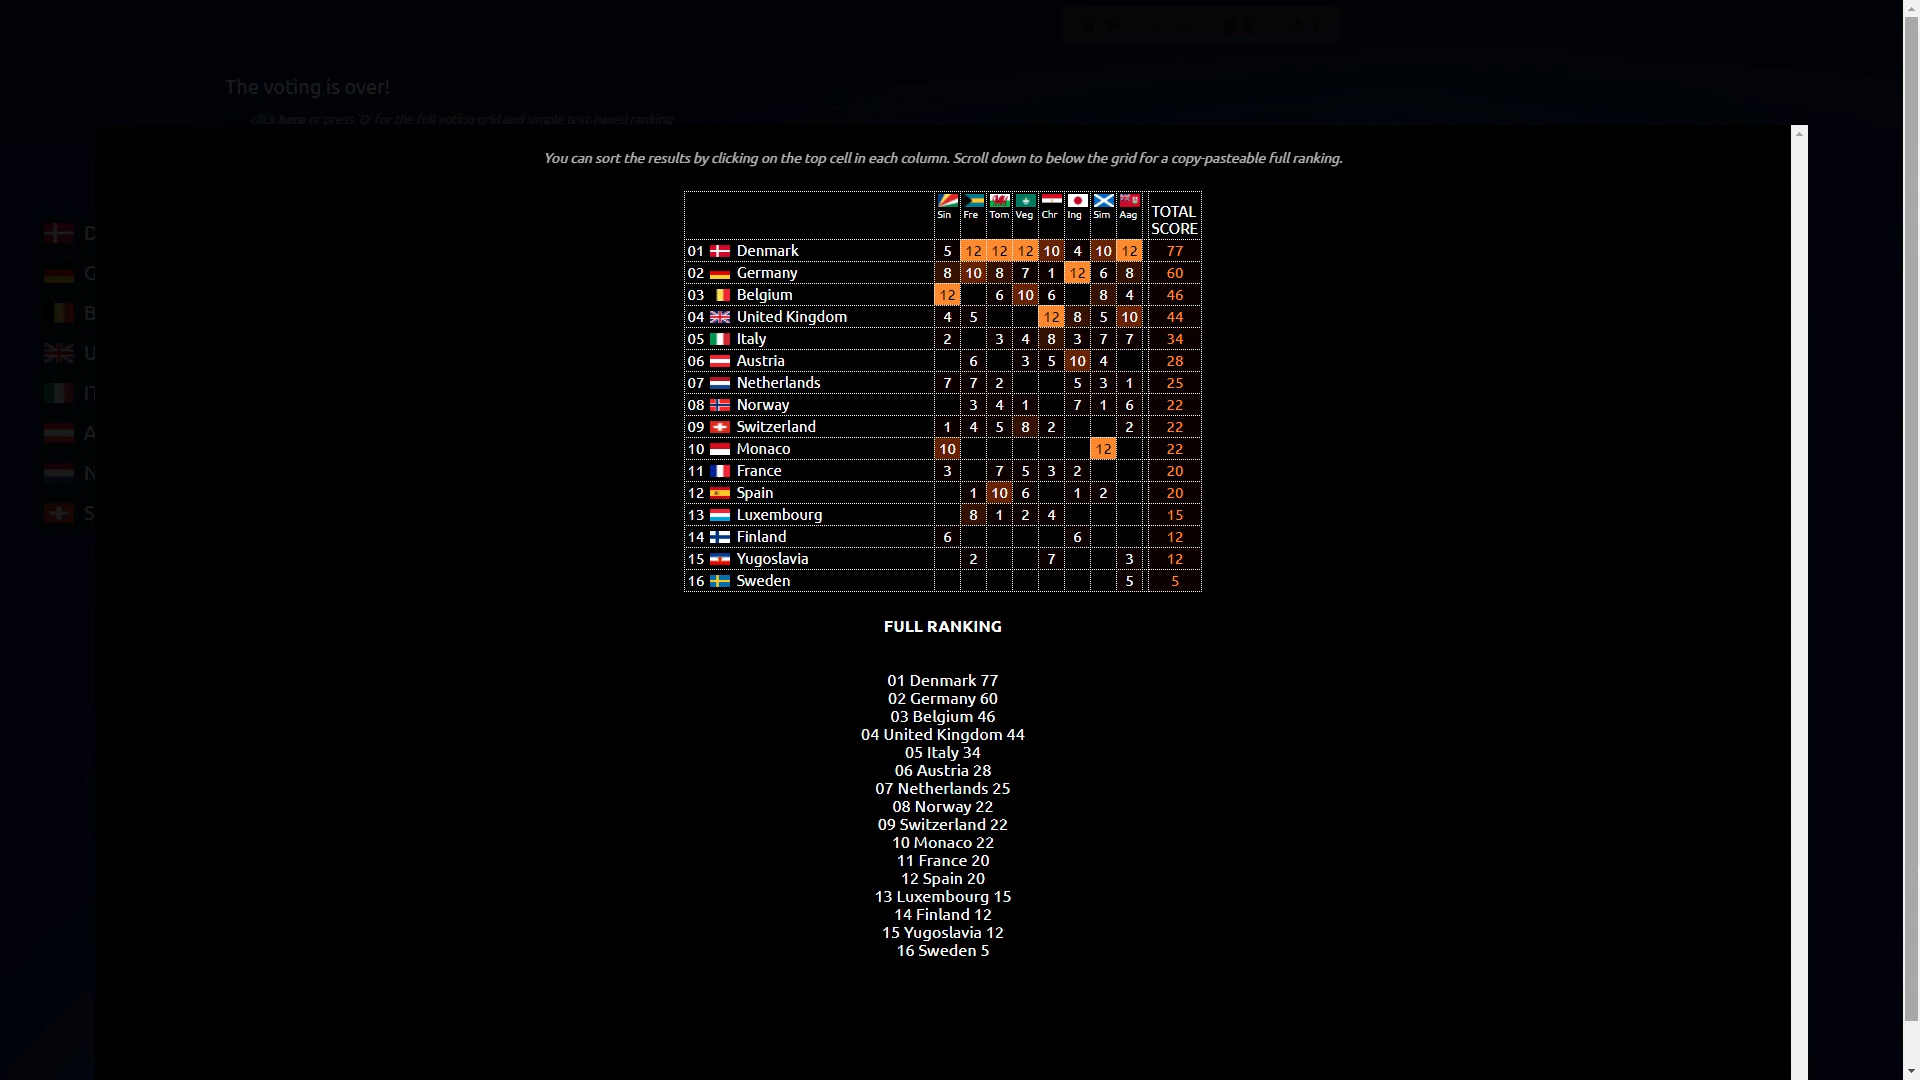 The voting is over!
click here or press 'Q' for the full voting grid and simple text-based ranking
You can sort the results by clicking on the top cell in each column. Scroll down to below the grid for a copy-pasteable full ranking.
Sin Fre Tom Veg Chr Ing Sim Aag TOTAL SCORE
01 Denmark 5 12 12 12 10 4 10 12 77
02 Germany 8 10 8 7 1 12 6 8 60
03 Belgium 12 6 10 6 8 4 46
04 United Kingdom 4 5 12 8 5 10 44
05 Italy 2 3 4 8 3 7 7 34
06 Austria 6 3 5 10 4 28
07 Netherlands 7 7 2 5 3 1 25
08 Norway 3 4 1 7 1 6 22
09 Switzerland 1 4 5 8 2 2 22
10 Monaco 10 12 22
11 France 3 7 5 3 2 20
12 Spain 1 10 6 1 2 20
13 Luxembourg 8 1 2 4 15
14 Finland 6 6 12
15 Yugoslavia 2 7 3 12
16 Sweden 5 5
FULL RANKING
01 Denmark 77
02 Germany 60
03 Belgium 46
04 United Kingdom 44
05 Italy 34
06 Austria 28
07 Netherlands 25
08 Norway 22
09 Switzerland 22
10 Monaco 22
11 France 20
12 Spain 20
13 Luxembourg 15
14 Finland 12
15 Yugoslavia 12
16 Sweden 5